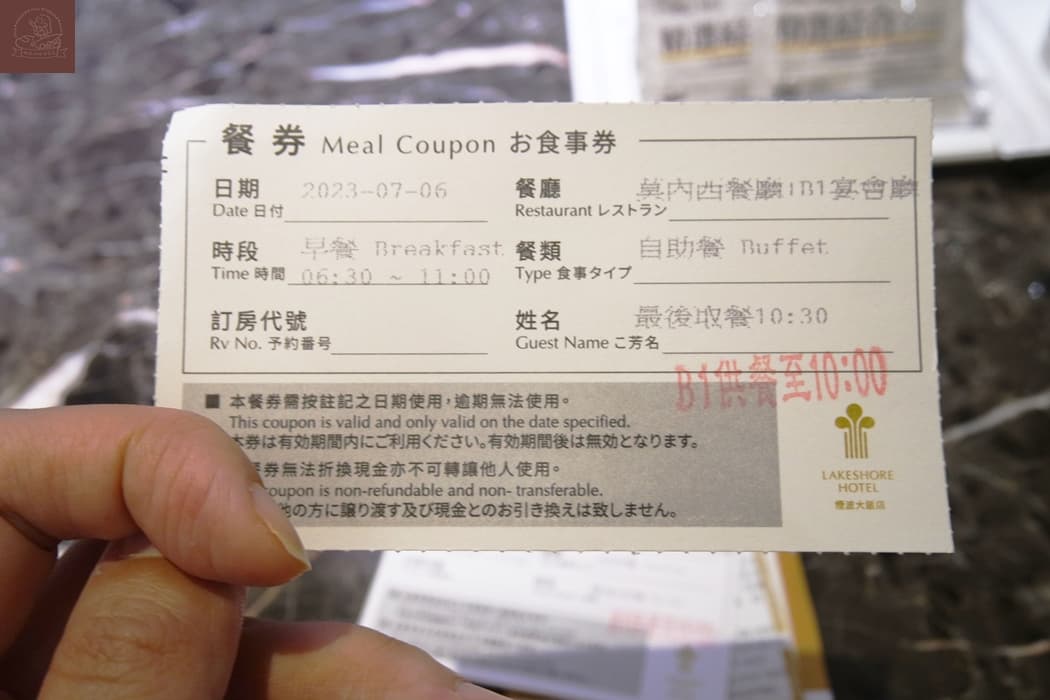 餐券 Meal Coupon お食事券
日期 2023-07-06
Date 日付
餐廳 莫內西餐廳:B1宴會廳
Restaurant レストラン
時段 早餐 Breakfast
Time 時間 06:30 ~ 11:00
餐類 自助餐 Buffet
Type 食事タイプ
訂房代號
Rv No. 予約番号
姓名 最後取餐10:30
Guest Name ご芳名
B1供餐至10:00
■ 本餐券需按註記之日期使用,逾期無法使用。
This coupon is valid and only valid on the date specified.
本券は有効期間内にご利用ください。有効期間後は無効となります。
券無法折換現金亦不可轉讓他人使用。
coupon is non-refundable and non- transferable.
他の方に譲り渡す及び現金とのお引き換えは致しません。
LAKESHORE
HOTEL
煙波大飯店